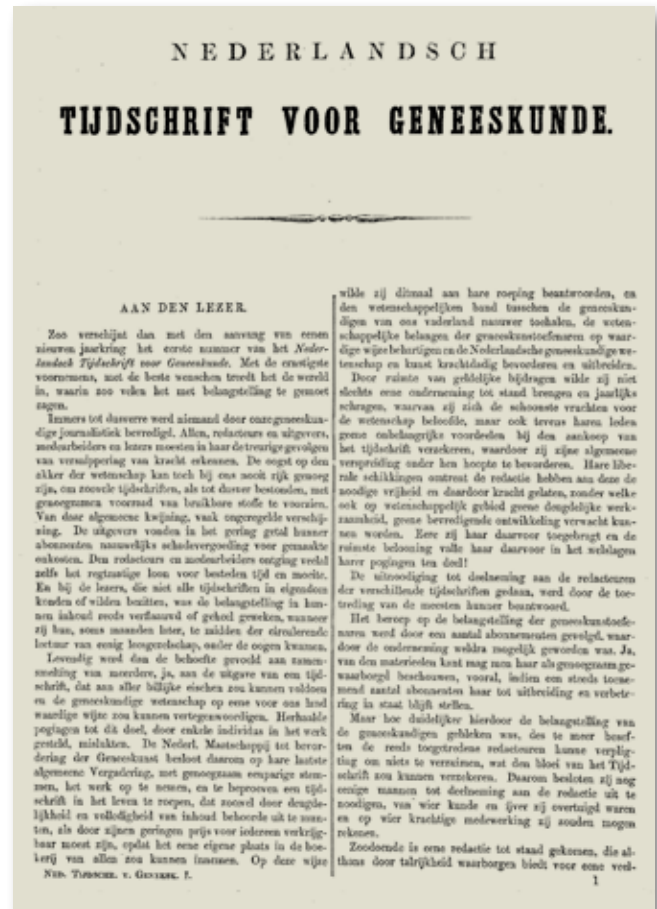 NEDERLANDSCH
TIJDSCHRIFT VOOR GENEESKUNDE.
AAN DEN LEZER.
Zoo verschijnt dan met den aanvang van eenen
nieuwen jaarkring het eerste nummer van het Neder-
landsch Tijdschrift voor Geneeskunde. Met de ernstigste
voornemens, met de beste wenschen treedt het de wereld
in, waarin zoo velen het met belangstelling te gemoet
zagen.
Immers tot dusverre werd niemand door onze geneeskun-
dige journalistiek bevredigd. Allen, redacteurs en uitgevers,
medearbeiders en lezers moesten in haar de treurige gevolgen
van versnippering van kracht erkennen. De oogst op den
akker der wetenschap kan toch bij ons nooit rijk genoeg
zijn, om zoovele tijdschriften, als tot dusver bestonden, met
genoegzamen voorraad van bruikbare stoffe te voorzien.
Van daar algemeene kwijning, vaak ongeregelde verschij-
ning. De uitgevers vonden in het gering getal hunner
abonnenten nauwelijks schadevergoeding voor gemaakte
onkosten. Den redacteurs en medearbeiders ontging veelal
zelfs het regtmatige loon voor besteden tijd en moeite.
En bij de lezers, die niet alle tijdschriften in eigendom
konden of wilden bezitten, was de belangstelling in hun-
nen inhoud reeds verflaauwd of geheel geweken, wanneer
zij hun, soms maanden later, te midden der circulerende
lectuur van eenig leesgezelschap, onder de oogen kwamen.
Levendig werd dan de behoefte gevoeld aan zamen-
smelting van meerdere, ja, aan de uitgave van een tijd-
schrift, dat aan aller billijke eischen zou kunnen voldoen
en de geneeskundige wetenschap op eene voor ons land
waardige wijze zou kunnen vertegenwoordigen. Herhaalde
pogingen tot dit doel, door enkele individus in het werk
gesteld, mislukten. De Nederl. Maatschappij tot bevor-
dering der Geneeskunst besloot daarom op hare laatste
algemeene Vergadering, met genoegzaam eenparige stem-
men, het werk op te nemen, en te beproeven een tijd-
schrift in het leven te roepen, dat zoowel door deugde-
lijkheid en volledigheid van inhoud behoorde uit te mun-
ten, als door zijnen geringen prijs voor iedereen verkrijg-
baar moest zijn, opdat het eene eigene plaats in de boe-
kerij van allen zou kunnen innemen. Op deze wijze
NED. TIJDSCHR. v. GENEESK. I.
wilde zij ditmaal aan hare roeping beantwoorden, en
den wetenschappelijken band tusschen de geneeskun-
digen van ons vaderland nauwer toehalen, de weten-
schappelijke belangen der geneeskunstoefenaren op waar-
dige wijze behartigen en de Nederlandsche geneeskundige we-
tenschap en kunst krachtdadig bevorderen en uitbreiden.
Door ruimte van geldelijke bijdragen wilde zij niet
slechts eene onderneming tot stand brengen en jaarlijks
schragen, waarvan zij zich de schoonste vruchten voor
de wetenschap beloofde, maar ook tevens haren leden
geene onbelangrijke voordeelen bij den aankoop van
het tijdschrift verzekeren, waardoor zij zijne algemeene
verspreiding onder hen hoopte te bevorderen. Hare libe-
rale schikkingen omtrent de redactie hebben aan deze de
noodige vrijheid en daardoor kracht gelaten, zonder welke
ook op wetenschappelijk gebied geene deugdelijke werk-
zaamheid, geene bevredigende ontwikkeling verwacht kun-
nen worden. Eere zij haar daarvoor toegebragt en de
ruimste belooning valle haar daarvoor in het welslagen
harer pogingen ten deel!
De uitnoodiging tot deelneming aan de redacteuren
der verschillende tijdschriften gedaan, werd door de toe-
treding van de meesten hunner beantwoord.
Het beroep op de belangstelling der geneeskunstoefe-
naren werd door een aantal abonnementen gevolgd, waar-
door de onderneming weldra mogelijk geworden was. Ja,
van den materieelen kant mag men haar als genoegzaam ge-
waarborgd beschouwen, vooral, indien een steeds toene-
mend aantal abonnenten haar tot uitbreiding en verbete-
ring in staat blijft stellen.
Maar hoe duidelijker hierdoor de belangstelling van
de geneeskundigen gebleken was, des te meer besef-
ten de reeds toegetredene redacteuren hunne verplig-
ting om niets te verzuimen, wat den bloei van het Tijd-
schrift zou kunnen verzekeren. Daarom besloten zij nog
eenige mannen tot deelneming aan de redactie uit te
noodigen, van wier kunde en ijver zij overtuigd waren
en op wier krachtige medewerking zij zouden mogen
rekenen.
Zoodoende is eene redactie tot stand gekomen, die al-
thans door talrijkheid waarborgen biedt voor eene veel-
1